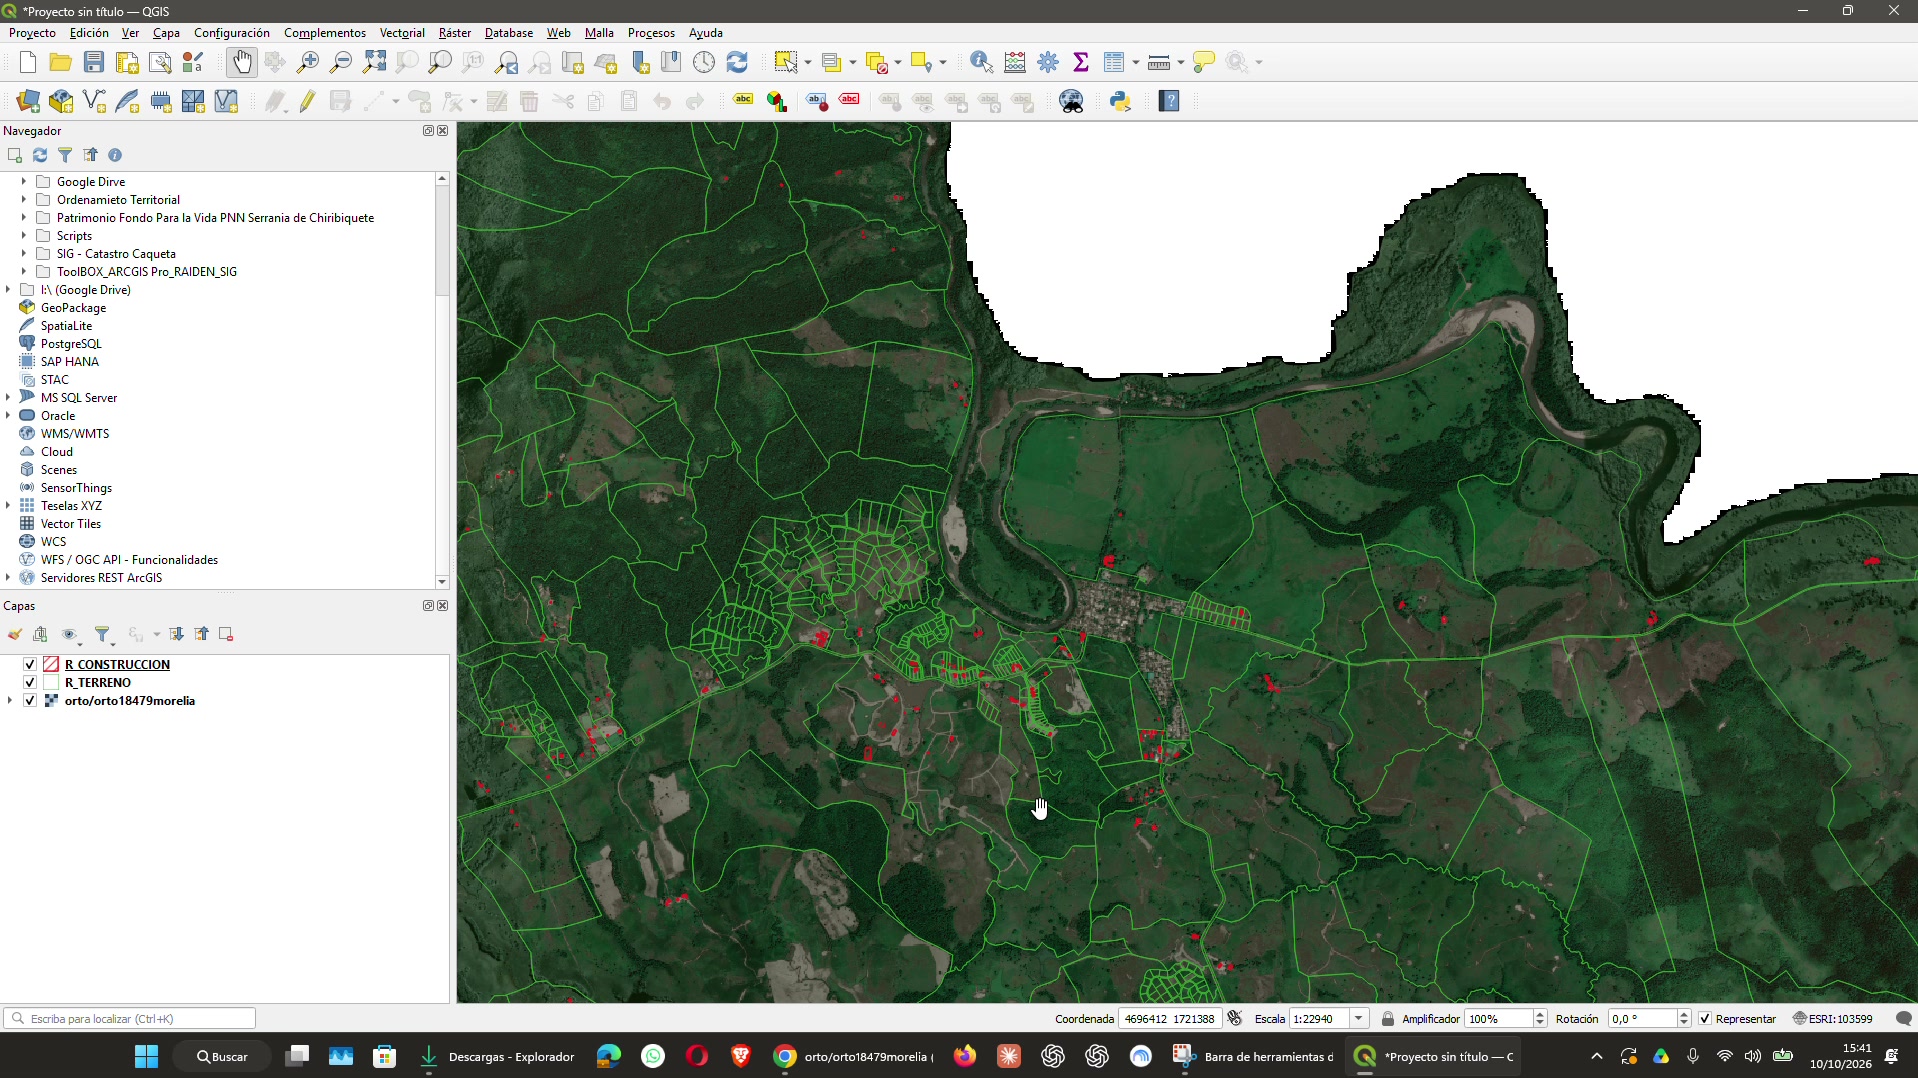 *Proyecto sin título — QGIS
Proyecto Edición Ver Capa Configuración Complementos Vectorial Ráster Database Web Malla Procesos Ayuda
Navegador
Google Dirve
Ordenamieto Territorial
Patrimonio Fondo Para la Vida PNN Serrania de Chiribiquete
Scripts
SIG - Catastro Caqueta
ToolBOX_ARCGIS Pro_RAIDEN_SIG
I:\ (Google Drive)
GeoPackage
SpatiaLite
PostgreSQL
SAP HANA
STAC
MS SQL Server
Oracle
WMS/WMTS
Cloud
Scenes
SensorThings
Teselas XYZ
Vector Tiles
WCS
WFS / OGC API - Funcionalidades
Servidores REST ArcGIS
Capas
R_CONSTRUCCION
R_TERRENO
orto/orto18479morelia
Escriba para localizar (Ctrl+K)
Coordenada 4696412 1721388 Escala 1:22940 Amplificador 100% Rotación 0,0 ° Representar ESRI:103599
Buscar Descargas - Explorador orto/orto18479morelia ( Barra de herramientas d *Proyecto sin título — C 15:41
10/10/2026